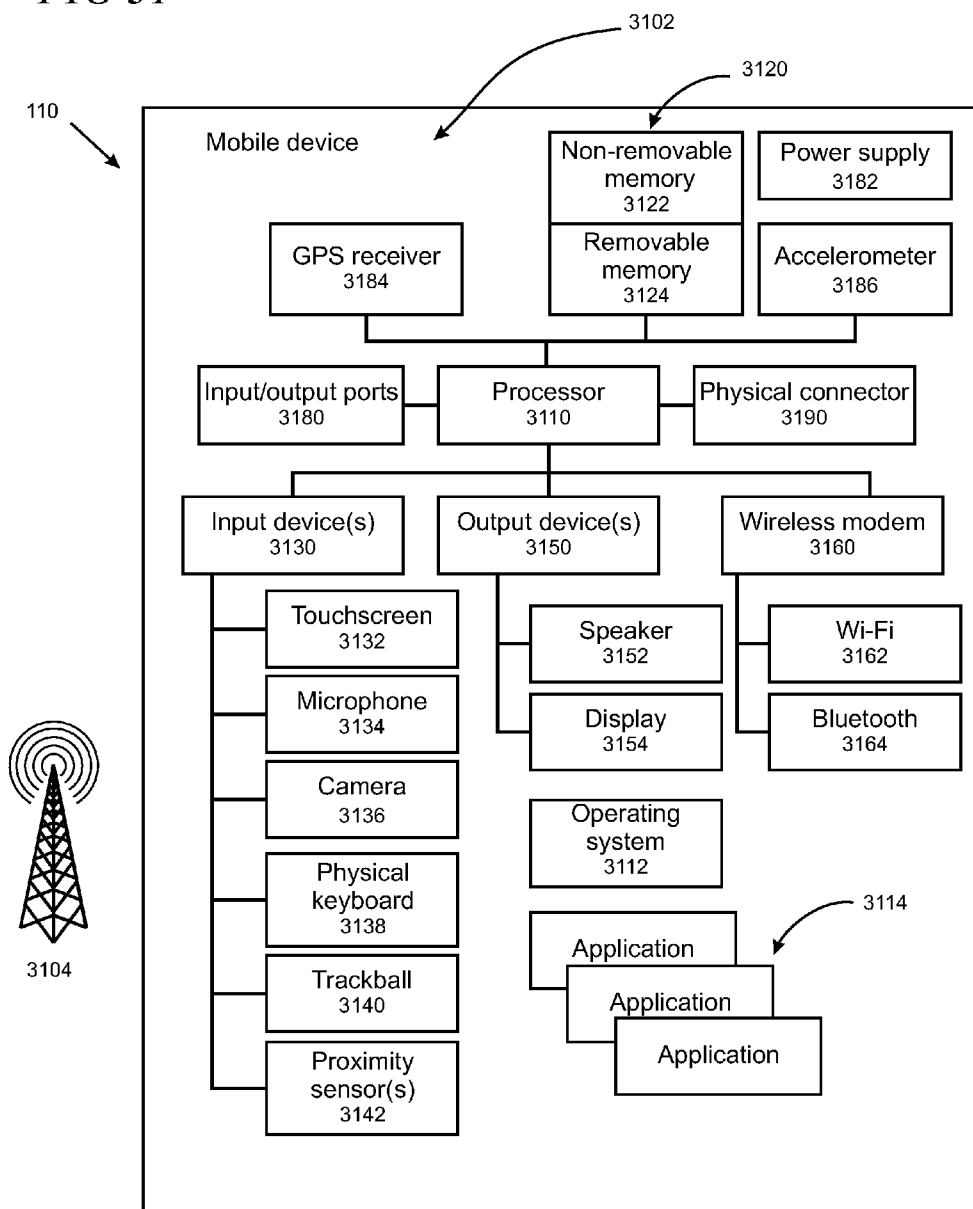 3102
3120
110
Mobile device
Non-removable
memory
3122
Power supply
3182
GPS receiver
3184
Removable
memory
3124
Accelerometer
3186
Input/output ports
3180
Processor
3110
Physical connector
3190
Input device(s)
3130
Output device(s)
3150
Wireless modem
3160
Touchscreen
3132
Speaker
3152
Wi-Fi
3162
Microphone
3134
Display
3154
Bluetooth
3164
Camera
3136
Operating
system
3112
Physical
keyboard
3138
3114
3104
Trackball
3140
Application
Application
Application
Proximity
sensor(s)
3142